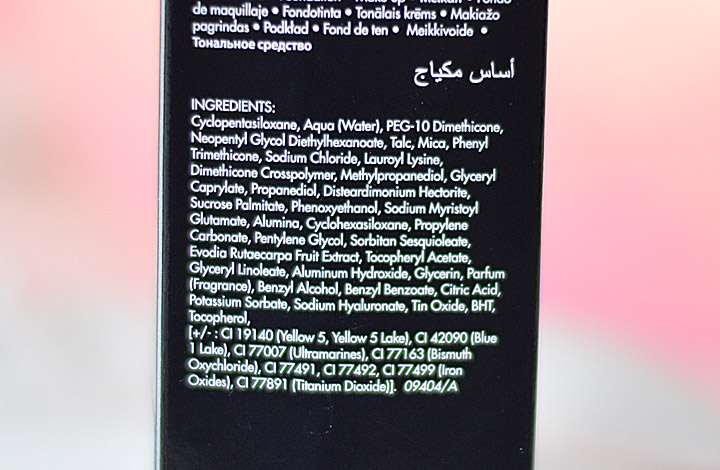 de maquillaje • Fondotinta • Tonālais krēms • Makiažo
pagrindas • Podkład • Fond de ten • Meikkivoide •
Тональное средство
أساس مكياج
INGREDIENTS:
Cyclopentasiloxane, Aqua (Water), PEG-10 Dimethicone,
Neopentyl Glycol Diethylhexanoate, Talc, Mica, Phenyl
Trimethicone, Sodium Chloride, Lauroyl Lysine,
Dimethicone Crosspolymer, Methylpropanediol, Glyceryl
Caprylate, Propanediol, Disteardimonium Hectorite,
Sucrose Palmitate, Phenoxyethanol, Sodium Myristoyl
Glutamate, Alumina, Cyclohexasiloxane, Propylene
Carbonate, Pentylene Glycol, Sorbitan Sesquioleate,
Evodia Rutaecarpa Fruit Extract, Tocopheryl Acetate,
Glyceryl Linoleate, Aluminum Hydroxide, Glycerin, Parfum
(Fragrance), Benzyl Alcohol, Benzyl Benzoate, Citric Acid,
Potassium Sorbate, Sodium Hyaluronate, Tin Oxide, BHT,
Tocopherol,
[+/- : CI 19140 (Yellow 5, Yellow 5 Lake), CI 42090 (Blue
1 Lake), CI 77007 (Ultramarines), CI 77163 (Bismuth
Oxychloride), CI 77491, CI 77492, CI 77499 (Iron
Oxides), CI 77891 (Titanium Dioxide)]. 09404/A